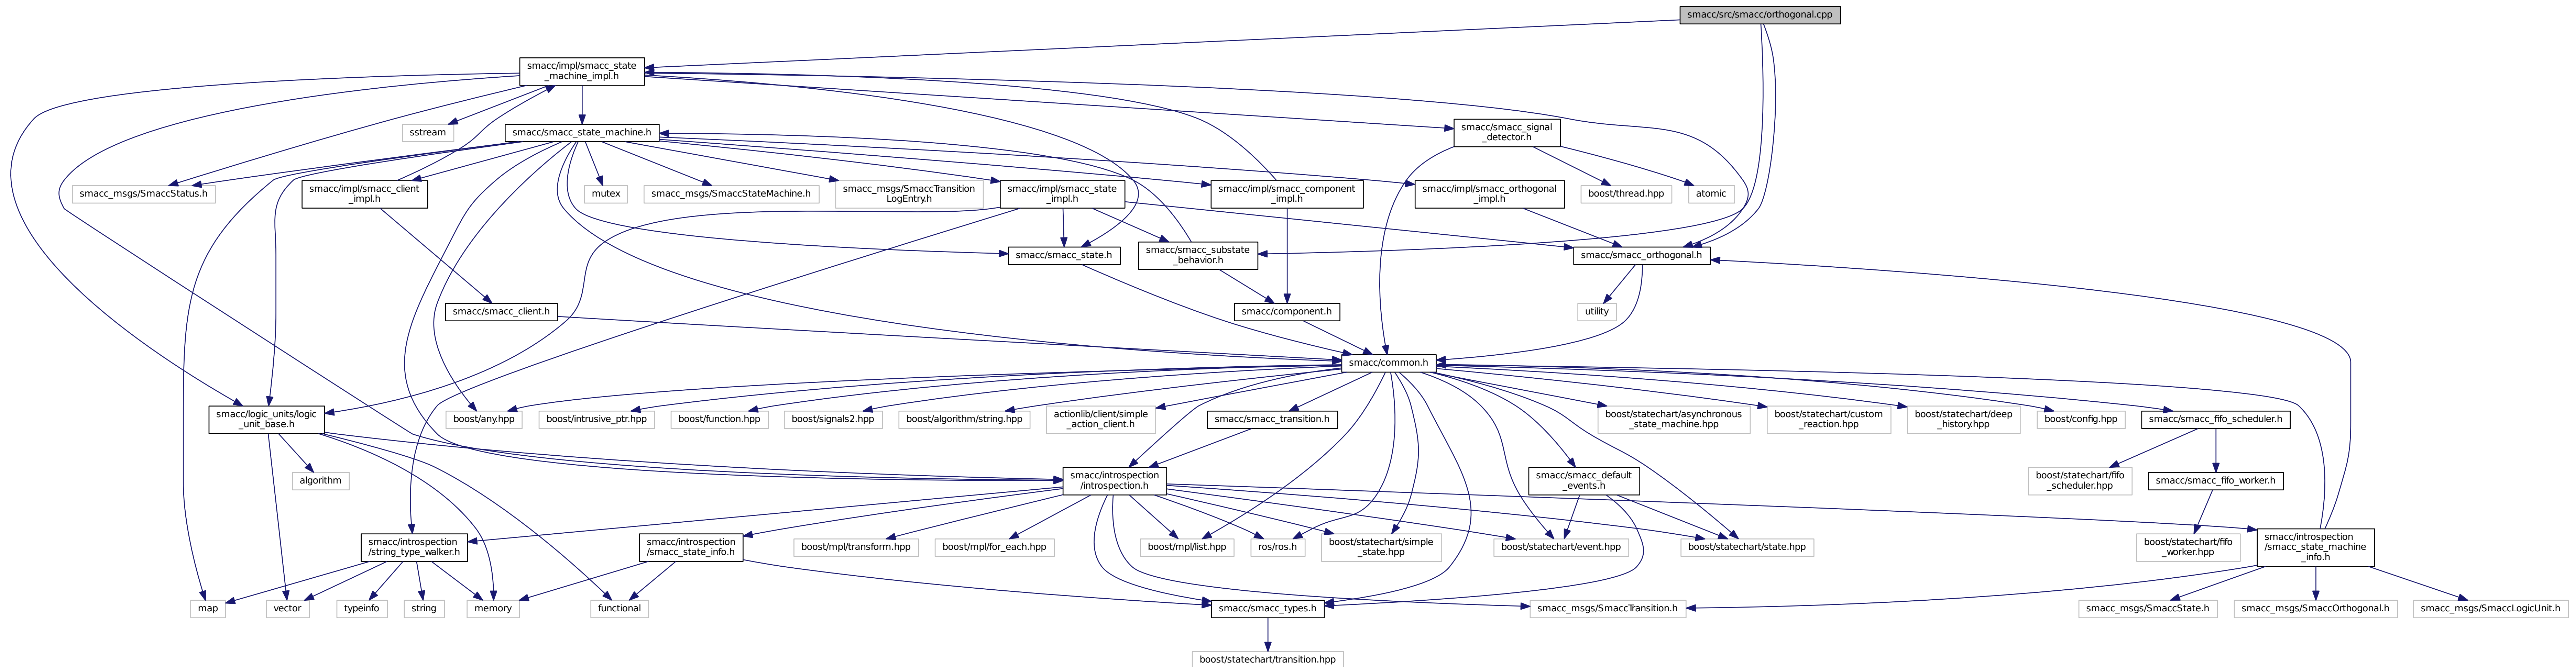 smacc/src/smacc/orthogonal.cpp
smacc/impl/smacc_state
_machine_impl.h
sstream
smacc/smacc_state_machine.h
smacc/smacc_signal
_detector.h
smacc_msgs/SmaccStatus.h
smacc/impl/smacc_client
_impl.h
mutex
smacc_msgs/SmaccStateMachine.h
smacc_msgs/SmaccTransition
LogEntry.h
smacc/impl/smacc_state
_impl.h
smacc/impl/smacc_component
_impl.h
smacc/impl/smacc_orthogonal
_impl.h
boost/thread.hpp
atomic
smacc/smacc_state.h
smacc/smacc_substate
_behavior.h
smacc/smacc_orthogonal.h
smacc/smacc_client.h
smacc/component.h
utility
smacc/common.h
smacc/logic_units/logic
_unit_base.h
boost/any.hpp
boost/intrusive_ptr.hpp
boost/function.hpp
boost/signals2.hpp
boost/algorithm/string.hpp
actionlib/client/simple
_action_client.h
smacc/smacc_transition.h
boost/statechart/asynchronous
_state_machine.hpp
boost/statechart/custom
_reaction.hpp
boost/statechart/deep
_history.hpp
boost/config.hpp
smacc/smacc_fifo_scheduler.h
algorithm
smacc/introspection
/introspection.h
smacc/smacc_default
_events.h
boost/statechart/fifo
_scheduler.hpp
smacc/smacc_fifo_worker.h
smacc/introspection
/string_type_walker.h
smacc/introspection
/smacc_state_info.h
boost/mpl/transform.hpp
boost/mpl/for_each.hpp
boost/mpl/list.hpp
ros/ros.h
boost/statechart/simple
_state.hpp
boost/statechart/event.hpp
boost/statechart/state.hpp
boost/statechart/fifo
_worker.hpp
smacc/introspection
/smacc_state_machine
_info.h
map
vector
typeinfo
string
memory
functional
smacc/smacc_types.h
smacc_msgs/SmaccTransition.h
smacc_msgs/SmaccState.h
smacc_msgs/SmaccOrthogonal.h
smacc_msgs/SmaccLogicUnit.h
boost/statechart/transition.hpp